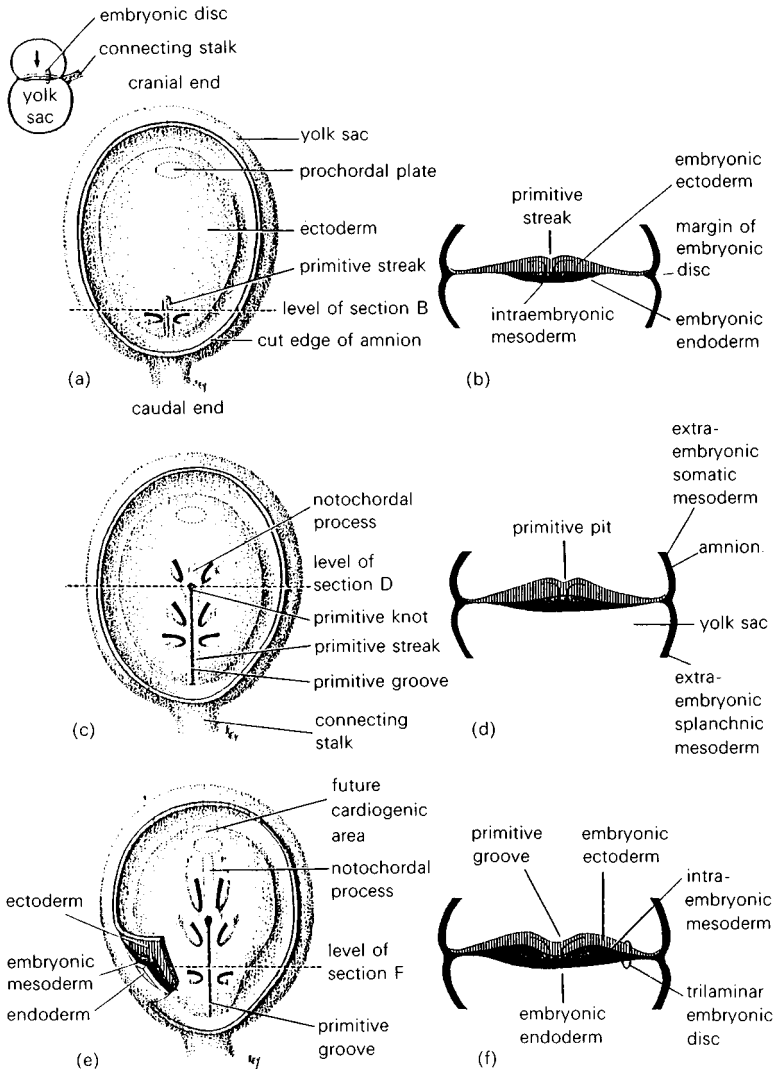 embryonic disc
connecting stalk
cranial end
yolk
sac
yolk sac
prochordal plate
ectoderm
primitive streak
level of section B
cut edge of amnion
(a)
caudal end
embryonic
ectoderm
primitive
streak
margin of
embryonic
disc
intraembryonic
mesoderm
embryonic
endoderm
(b)
notochordal
process
level of
section D
primitive knot
primitive streak
primitive groove
connecting
stalk
(c)
extra-
embryonic
somatic
mesoderm
primitive pit
amnion.
yolk sac
extra-
embryonic
splanchnic
mesoderm
(d)
future
cardiogenic
area
notochordal
process
ectoderm
embryonic
mesoderm
endoderm
level of
section F
primitive
groove
(e)
primitive
groove
embryonic
ectoderm
intra-
embryonic
mesoderm
embryonic
endoderm
trilaminar
embryonic
disc
(f)